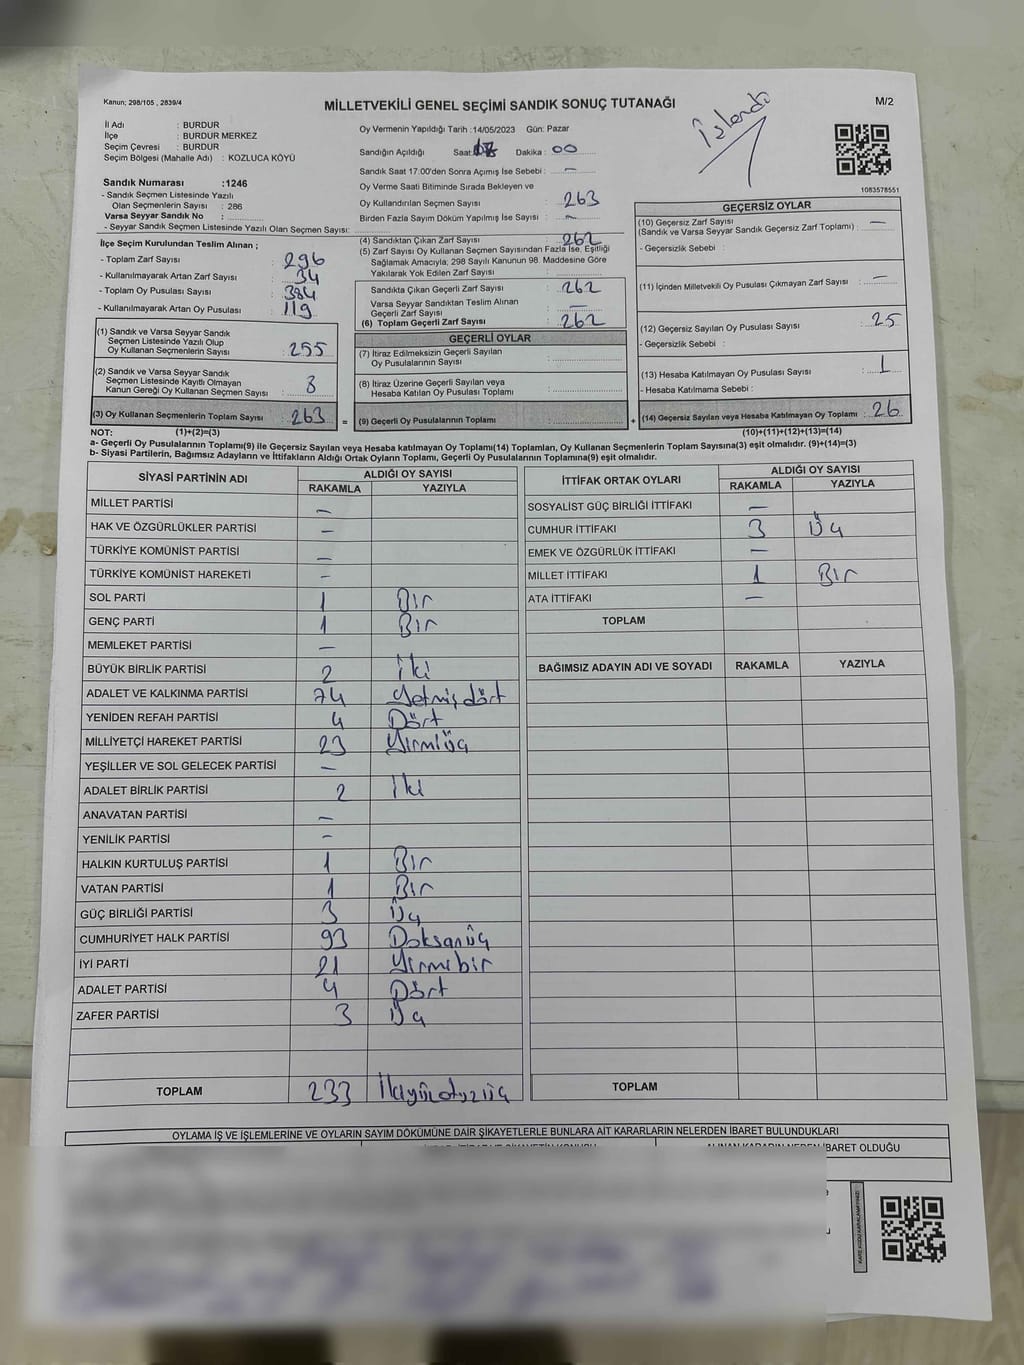 Kanun; 298/105 , 2839/4
MİLLETVEKİLİ GENEL SEÇİMİ SANDIK SONUÇ TUTANAĞI
İzlendi
M/2
İl Adı : BURDUR
İlçe : BURDUR MERKEZ
Seçim Çevresi : BURDUR
Seçim Bölgesi (Mahalle Adı) : KOZLUCA KÖYÜ
Sandık Numarası :1246
- Sandık Seçmen Listesinde Yazılı
Olan Seçmenlerin Sayısı : 286
Varsa Seyyar Sandık No :
- Seyyar Sandık Seçmen Listesinde Yazılı Olan Seçmen Sayısı:
Oy Vermenin Yapıldığı Tarih :14/05/2023 Gün: Pazar
Sandığın Açıldığı Saat: Dakika : 00
Sandık Saat 17.00'den Sonra Açımış İse Sebebi : —
Oy Verme Saati Bitiminde Sırada Bekleyen ve
Oy Kullandırılan Seçmen Sayısı : 263
Birden Fazla Sayım Döküm Yapılmış İse Sayısı : ~
1083578551
İlçe Seçim Kurulundan Teslim Alınan ;
- Toplam Zarf Sayısı : 296
- Kullanılmayarak Artan Zarf Sayısı : 34
- Toplam Oy Pusulası Sayısı : 384
- Kullanılmayarak Artan Oy Pusulası : 119
(4) Sandıktan Çıkan Zarf Sayısı : 262
(5) Zarf Sayısı Oy Kullanan Seçmen Sayısından Fazla İse, Eşitliği
Sağlamak Amacıyla; 298 Sayılı Kanunun 98. Maddesine Göre
Yakılarak Yok Edilen Zarf Sayısı :
Sandıkta Çıkan Geçerli Zarf Sayısı : 262
Varsa Seyyar Sandıktan Teslim Alınan
Geçerli Zarf Sayısı : —
(6) Toplam Geçerli Zarf Sayısı : 262
GEÇERSİZ OYLAR
(10) Geçersiz Zarf Sayısı
(Sandık ve Varsa Seyyar Sandık Geçersiz Zarf Toplamı) : —
- Geçersizlik Sebebi :
(11) İçinden Milletvekili Oy Pusulası Çıkmayan Zarf Sayısı : —
(12) Geçersiz Sayılan Oy Pusulası Sayısı : 25
- Geçersizlik Sebebi :
(13) Hesaba Katılmayan Oy Pusulası Sayısı : 1
- Hesaba Katılmama Sebebi :
(1) Sandık ve Varsa Seyyar Sandık
Seçmen Listesinde Yazılı Olup
Oy Kullanan Seçmenlerin Sayısı : 255
(2) Sandık ve Varsa Seyyar Sandık
Seçmen Listesinde Kayıtlı Olmayan
Kanun Gereği Oy Kullanan Seçmen Sayısı : 8
GEÇERLİ OYLAR
(7) İtiraz Edilmeksizin Geçerli Sayılan
Oy Pusulalarının Sayısı :
(8) İtiraz Üzerine Geçerli Sayılan veya
Hesaba Katılan Oy Pusulası Toplamı :
(3) Oy Kullanan Seçmenlerin Toplam Sayısı : 263 = (9) Geçerli Oy Pusulalarının Toplamı : + (14) Geçersiz Sayılan veya Hesaba Katılmayan Oy Toplamı : 26
NOT: (1)+(2)=(3) (10)+(11)+(12)+(13)=(14)
a- Geçerli Oy Pusulalarının Toplamı(9) ile Geçersiz Sayılan veya Hesaba katılmayan Oy Toplamı(14) Toplamları, Oy Kullanan Seçmenlerin Toplam Sayısına(3) eşit olmalıdır. (9)+(14)=(3)
b- Siyasi Partilerin, Bağımsız Adayların ve İttifakların Aldığı Ortak Oyların Toplamı, Geçerli Oy Pusulalarının Toplamına(9) eşit olmalıdır.
SİYASİ PARTİNİN ADI ALDIĞI OY SAYISI
RAKAMLA YAZIYLA
MİLLET PARTİSİ —
HAK VE ÖZGÜRLÜKLER PARTİSİ —
TÜRKİYE KOMÜNİST PARTİSİ —
TÜRKİYE KOMÜNİST HAREKETİ -
SOL PARTİ 1 Bir
GENÇ PARTİ 1 Bir
MEMLEKET PARTİSİ —
BÜYÜK BİRLİK PARTİSİ 2 İki
ADALET VE KALKINMA PARTİSİ 74 Yetmişdört
YENİDEN REFAH PARTİSİ 4 Dört
MİLLİYETÇİ HAREKET PARTİSİ 23 Yirmiüç
YEŞİLLER VE SOL GELECEK PARTİSİ —
ADALET BİRLİK PARTİSİ 2 İki
ANAVATAN PARTİSİ —
YENİLİK PARTİSİ -
HALKIN KURTULUŞ PARTİSİ 1 Bir
VATAN PARTİSİ 1 Bir
GÜÇ BİRLİĞİ PARTİSİ 3 Üç
CUMHURİYET HALK PARTİSİ 93 Doksanüç
İYİ PARTİ 21 Yirmibir
ADALET PARTİSİ 4 Dört
ZAFER PARTİSİ 3 Üç
TOPLAM 233 İkiyüzotuzüç
İTTİFAK ORTAK OYLARI ALDIĞI OY SAYISI
RAKAMLA YAZIYLA
SOSYALİST GÜÇ BİRLİĞİ İTTİFAKI —
CUMHUR İTTİFAKI 3 Üç
EMEK VE ÖZGÜRLÜK İTTİFAKI —
MİLLET İTTİFAKI 1 Bir
ATA İTTİFAKI —
TOPLAM
BAĞIMSIZ ADAYIN ADI VE SOYADI RAKAMLA YAZIYLA
TOPLAM
OYLAMA İŞ VE İŞLEMLERİNE VE OYLARIN SAYIM DÖKÜMÜNE DAİR ŞİKAYETLERLE BUNLARA AİT KARARLARIN NELERDEN İBARET BULUNDUKLARI
ALINAN KARARIN NEDEN İBARET OLDUĞU